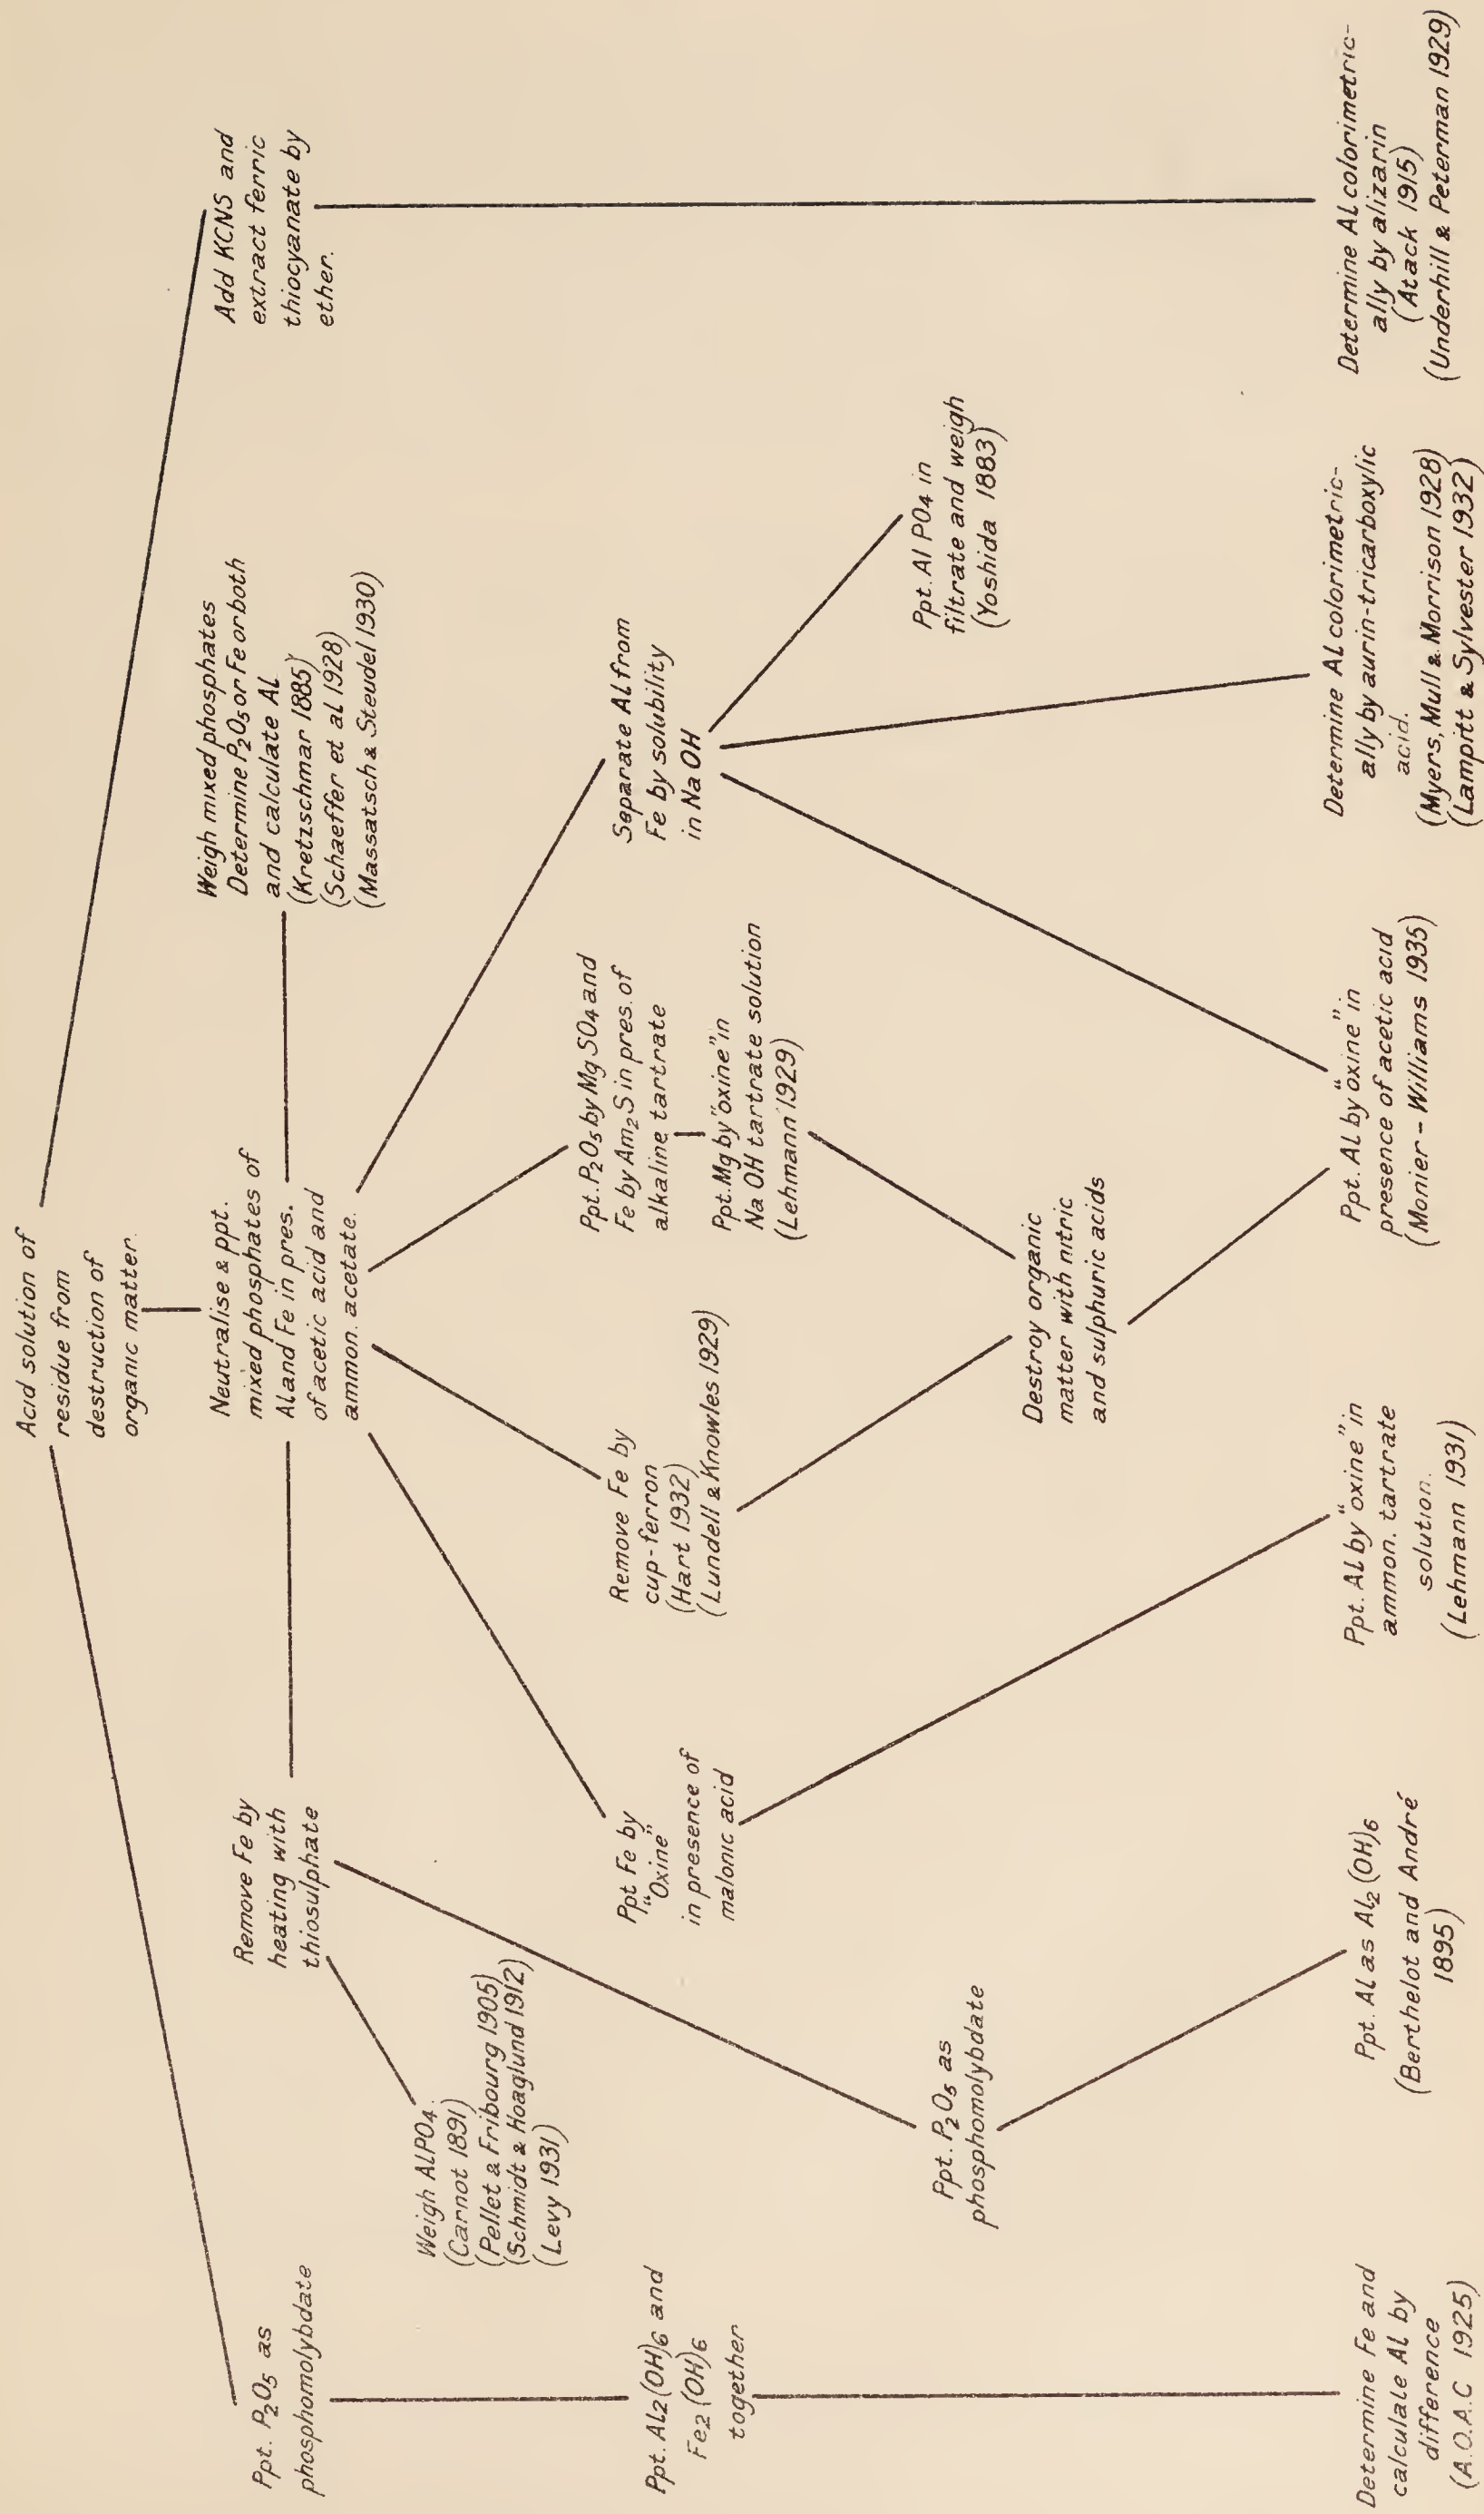 Acid solution of
residue from
destruction of
organic matter.
Ppt. P2O5 as
phosphomolybdate
Remove Fe by
heating with
thiosulphate
Neutralise & ppt.
mixed phosphates of
Al and Fe in pres.
of acetic acid and
ammon. acetate.
Weigh mixed phosphates
Determine P2O5 or Fe or both
and calculate Al
(Kretzschmar 1885)
(Schaeffer et al 1928)
(Massatsch & Steudel 1930)
Add KCNS and
extract ferric
thiocyanate by
ether.
Weigh AlPO4.
(Carnot 1891)
(Pellet & Fribourg 1905)
(Schmidt & Hoaglund 1912)
(Levy 1931)
Ppt. Al2(OH)6 and
Fe2(OH)6
together
Ppt Fe by
"Oxine"
in presence of
malonic acid
Remove Fe by
cup-ferron
(Hart 1932)
(Lundell & Knowles 1929)
Ppt. P2O5 by MgSO4 and
Fe by Am2S in pres. of
alkaline tartrate
Ppt. Mg by "oxine" in
NaOH tartrate solution
(Lehmann 1929)
Separate Al from
Fe by solubility
in NaOH
Ppt. P2O5 as
phosphomolybdate
Destroy organic
matter with nitric
and sulphuric acids
Ppt. AlPO4 in
filtrate and weigh
(Yoshida 1883)
Determine Fe and
calculate Al by
difference
(A.O.A.C 1925)
Ppt. Al as Al2(OH)6
(Berthelot and André
1895)
Ppt. Al by "oxine" in
ammon. tartrate
solution.
(Lehmann 1931)
Ppt. Al by "oxine" in
presence of acetic acid
(Monier-Williams 1935)
Determine Al colorimetric-
ally by aurin-tricarboxylic
acid.
(Myers, Mull & Morrison 1928)
(Lampitt & Sylvester 1932)
Determine Al colorimetric-
ally by alizarin
(Atack 1915)
(Underhill & Peterman 1929)